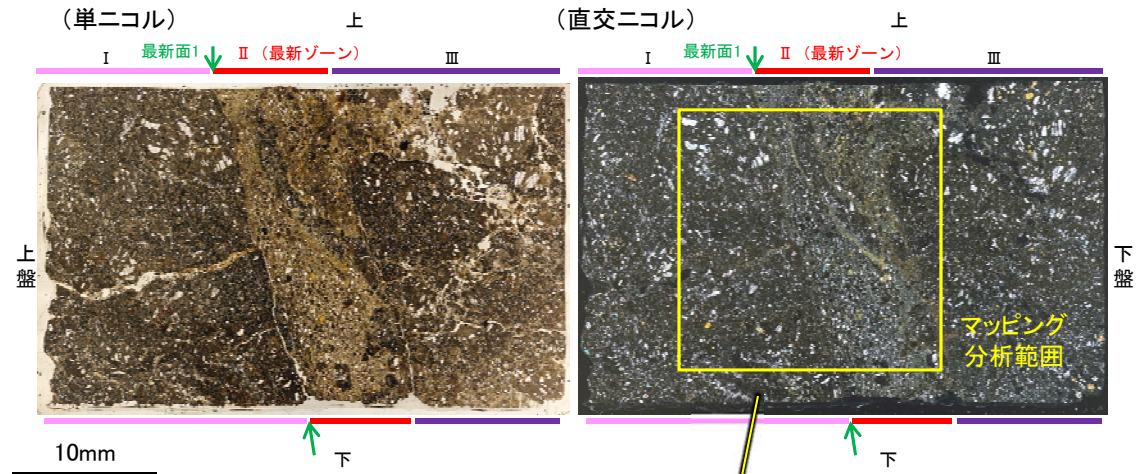 (単ニコル)
上
(直交ニコル)
上
Ⅰ
最新面1
Ⅱ (最新ゾーン)
Ⅲ
Ⅰ
最新面1
Ⅱ (最新ゾーン)
Ⅲ
上
盤
下
盤
マッピング
分析範囲
下
下
10mm